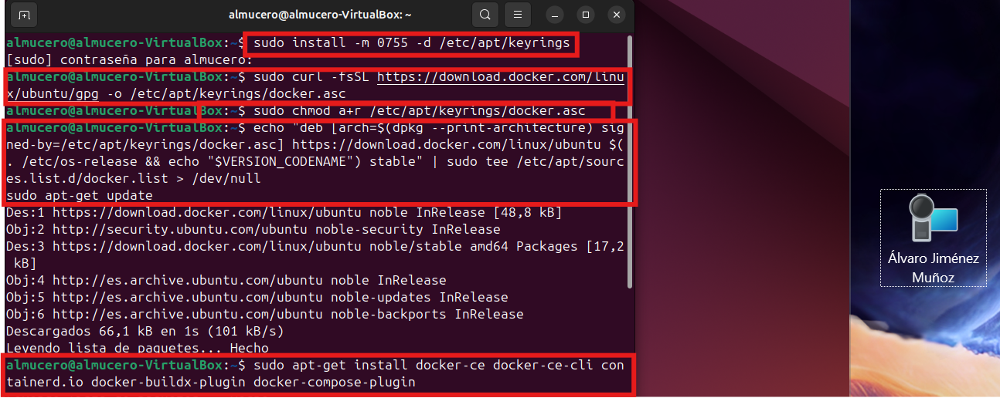 almucero@almucero-VirtualBox: ~
almucero@almucero-VirtualBox:~$ sudo install -m 0755 -d /etc/apt/keyrings
[sudo] contraseña para almucero:
almucero@almucero-VirtualBox:~$ sudo curl -fsSL https://download.docker.com/linu
x/ubuntu/gpg -o /etc/apt/keyrings/docker.asc
almucero@almucero-VirtualBox:~$ sudo chmod a+r /etc/apt/keyrings/docker.asc
almucero@almucero-VirtualBox:~$ echo "deb [arch=$(dpkg --print-architecture) sig
ned-by=/etc/apt/keyrings/docker.asc] https://download.docker.com/linux/ubuntu $(
. /etc/os-release && echo "$VERSION_CODENAME") stable" | sudo tee /etc/apt/sourc
es.list.d/docker.list > /dev/null
sudo apt-get update
Des:1 https://download.docker.com/linux/ubuntu noble InRelease [48,8 kB]
Obj:2 http://security.ubuntu.com/ubuntu noble-security InRelease
Des:3 https://download.docker.com/linux/ubuntu noble/stable amd64 Packages [17,2
 kB]
Obj:4 http://es.archive.ubuntu.com/ubuntu noble InRelease
Obj:5 http://es.archive.ubuntu.com/ubuntu noble-updates InRelease
Obj:6 http://es.archive.ubuntu.com/ubuntu noble-backports InRelease
Descargados 66,1 kB en 1s (101 kB/s)
Leyendo lista de paquetes... Hecho
almucero@almucero-VirtualBox:~$ sudo apt-get install docker-ce docker-ce-cli con
tainerd.io docker-buildx-plugin docker-compose-plugin
Álvaro Jiménez
Muñoz